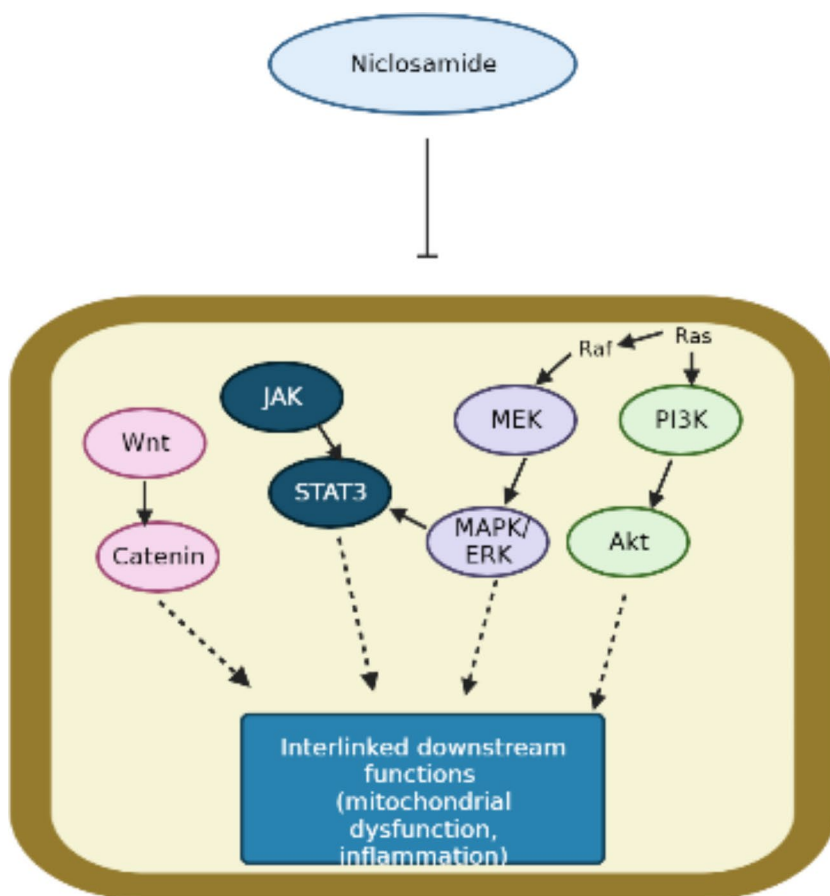 Niclosamide
Raf
Ras
JAK
MEK
PI3K
Wnt
STAT3
MAPK/
ERK
Akt
Catenin
Interlinked downstream
functions
(mitochondrial
dysfunction,
inflammation)